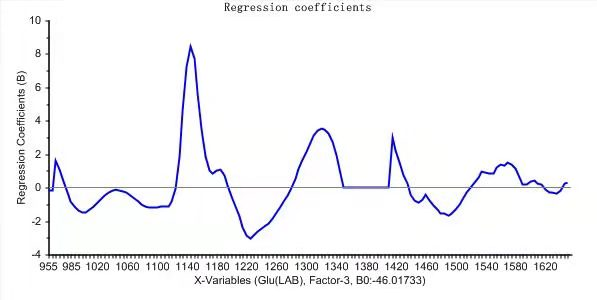 Regression coefficients
Regression Coefficients (B)
10
8
6
4
2
0
-2
-4
955 985 1020 1060 1100 1140 1180 1220 1260 1300 1340 1380 1420 1460 1500 1540 1580 1620
X-Variables (Glu(LAB), Factor-3, B0:-46.01733)